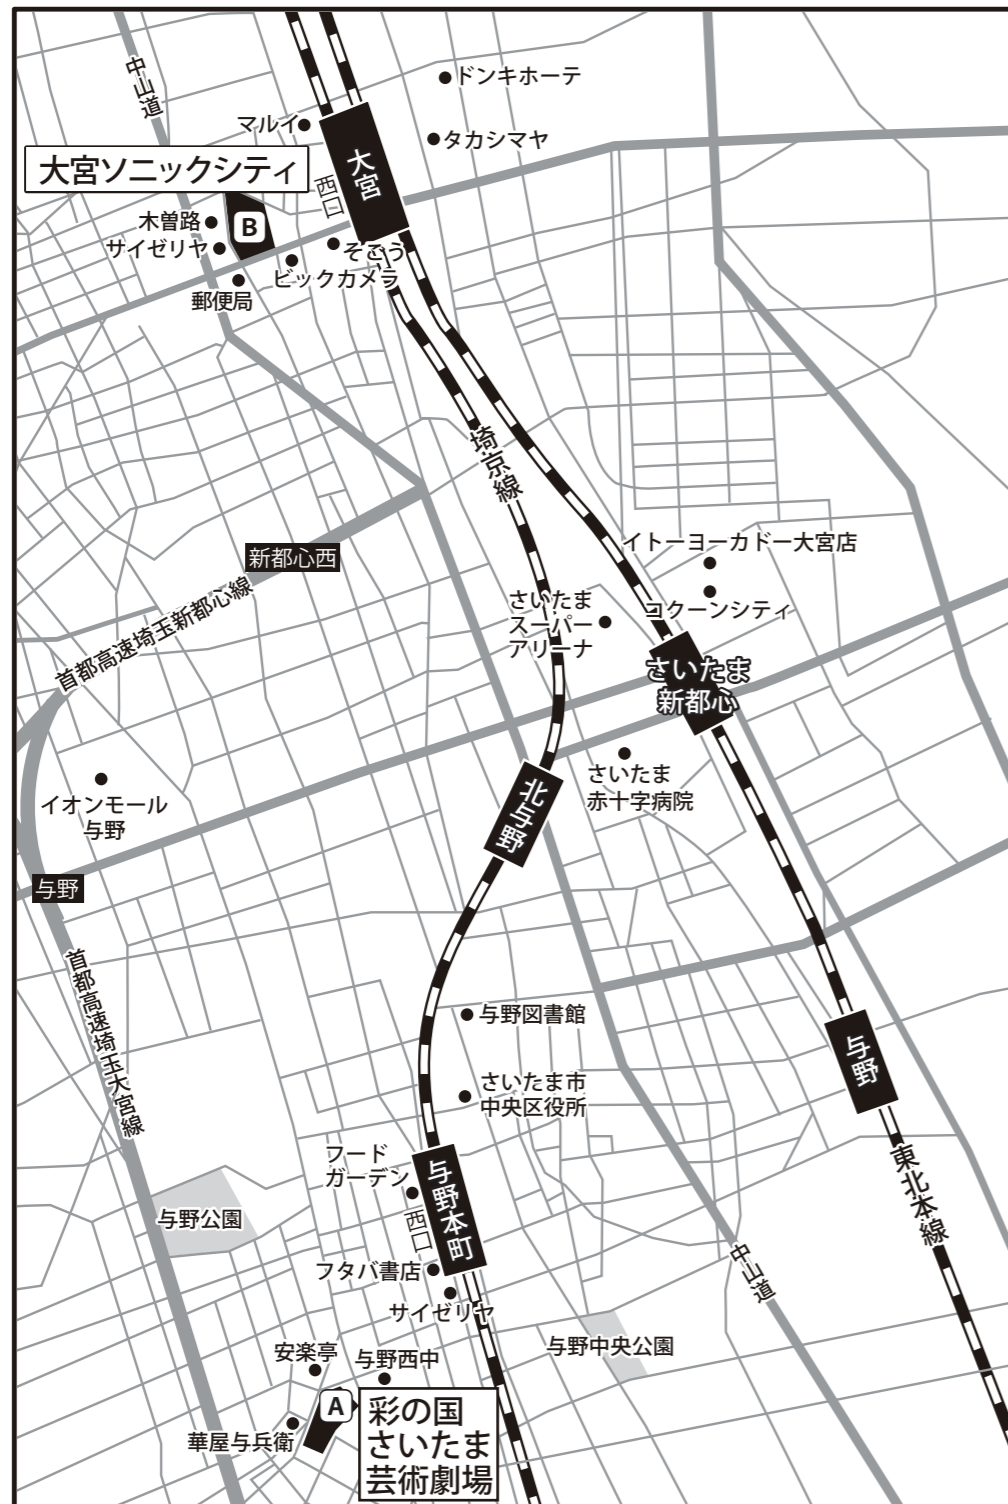 中山道
ドンキホーテ
マルイ
タカシマヤ
大宮ソニックシティ
大宮
西口
木曽路
B
サイゼリヤ
そごう
ビックカメラ
郵便局
埼京線
新都心西
イトーヨーカドー大宮店
首都高速埼玉新都心線
さいたま
スーパー
アリーナ
コクーンシティ
さいたま
新都心
イオンモール
与野
さいたま
赤十字病院
北与野
与野
首都高速埼玉大宮線
与野図書館
与野
さいたま市
中央区役所
フード
ガーデン
与野本町
西口
東北本線
与野公園
中山道
フタバ書店
サイゼリヤ
与野中央公園
安楽亭
与野西中
A
華屋与兵衛
彩の国
さいたま
芸術劇場